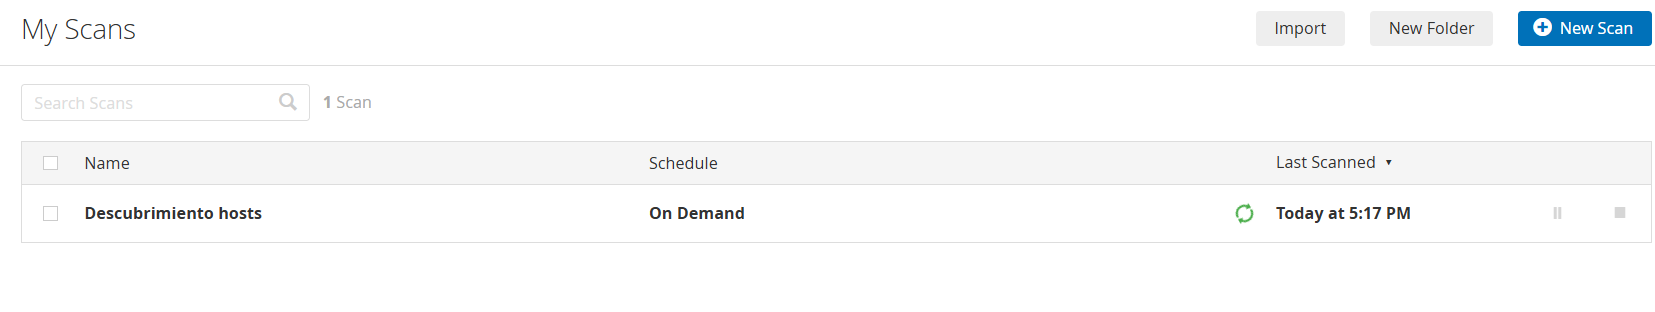 My Scans
Import
New Folder
New Scan
Search Scans
1 Scan
Name
Schedule
Last Scanned
Descubrimiento hosts
On Demand
Today at 5:17 PM